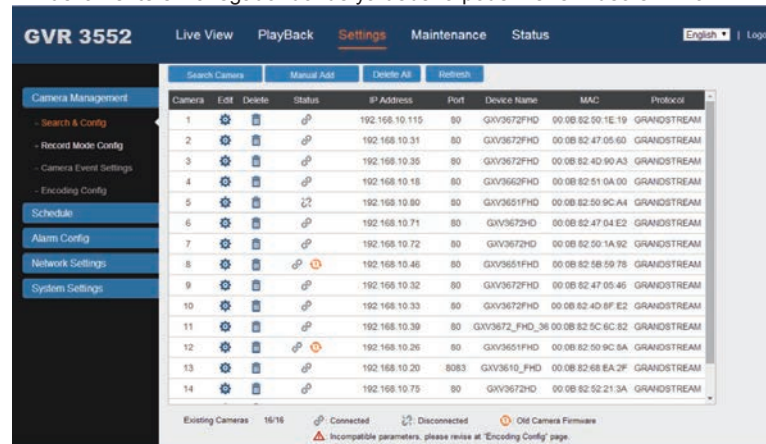 GVR 3552 Live View PlayBack Settings Maintenance Status English | Logo
Search Camera Manual Add Delete All Refresh
Camera Management
- Search & Config
- Record Mode Config
- Camera Event Settings
- Encoding Config
Schedule
Alarm Config
Network Settings
System Settings
Camera Edit Delete Status IP Address Port Device Name MAC Protocol
1 192.168.10.115 80 GXV3672FHD 00:0B:82:50:1E:19 GRANDSTREAM
2 192.168.10.31 80 GXV3672FHD 00:0B:82:47:05:60 GRANDSTREAM
3 192.168.10.35 80 GXV3672FHD 00:0B:82:4D:90:A3 GRANDSTREAM
4 192.168.10.18 80 GXV3662FHD 00:0B:82:51:0A:00 GRANDSTREAM
5 192.168.10.80 80 GXV3651FHD 00:0B:82:50:9C:A4 GRANDSTREAM
6 192.168.10.71 80 GXV3672HD 00:0B:82:47:04:E2 GRANDSTREAM
7 192.168.10.72 80 GXV3672HD 00:0B:82:50:1A:92 GRANDSTREAM
8 192.168.10.46 80 GXV3651FHD 00:0B:82:5B:59:78 GRANDSTREAM
9 192.168.10.32 80 GXV3672FHD 00:0B:82:47:05:46 GRANDSTREAM
10 192.168.10.33 80 GXV3672FHD 00:0B:82:4D:8F:E2 GRANDSTREAM
11 192.168.10.39 80 GXV3672_FHD_36 00:0B:82:5C:6C:82 GRANDSTREAM
12 192.168.10.26 80 GXV3651FHD 00:0B:82:50:9C:5A GRANDSTREAM
13 192.168.10.20 8083 GXV3610_FHD 00:0B:82:68:EA:2F GRANDSTREAM
14 192.168.10.75 80 GXV3672HD 00:0B:82:52:21:3A GRANDSTREAM
Existing Cameras 16/16 : Connected : Disconnected : Old Camera Firmware
Incompatible parameters, please revise at "Encoding Config" page.